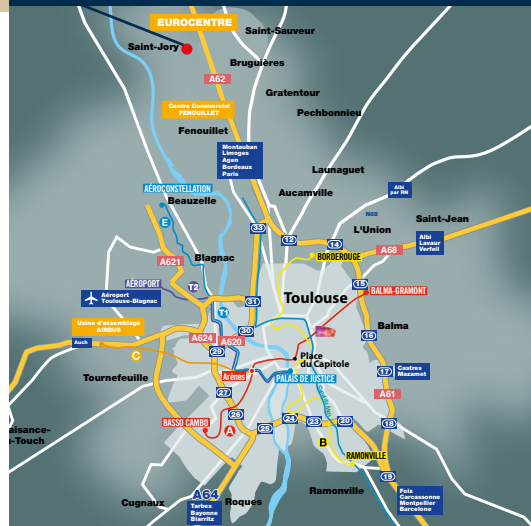 EUROCENTRE
Saint-Sauveur
Saint-Jory
Bruguières
A62
Gratentour
Centre Commercial
FENOUILLET
Pechbonnieu
Fenouillet
Montauban
Limoges
Agen
Bordeaux
Paris
Launaguet
AÉROCONSTELLATION
Aucamville
Albi
par RN
Beauzelle
N88
Saint-Jean
E
33
L'Union
12
14
Albi
Lavaur
Verfeil
A68
BORDEROUGE
Blagnac
A621
AÉROPORT
T2
15
BALMA-GRAMONT
Aéroport
Toulouse-Blagnac
31
Toulouse
T1
Usine d'assemblage
AIRBUS
30
Balma
16
A624
A620
Auch
29
C
Place
du Capitole
17
Castres
Mazamet
Tournefeuille
Arènes
PALAIS DE JUSTICE
27
A61
26
BASSO CAMBO
A
24
23
20
18
25
aisance-
u-Touch
B
RAMONVILLE
19
A64
Foix
Carcassonne
Montpellier
Barcelone
Cugnaux
Roques
Ramonville
Tarbes
Bayonne
Biarritz